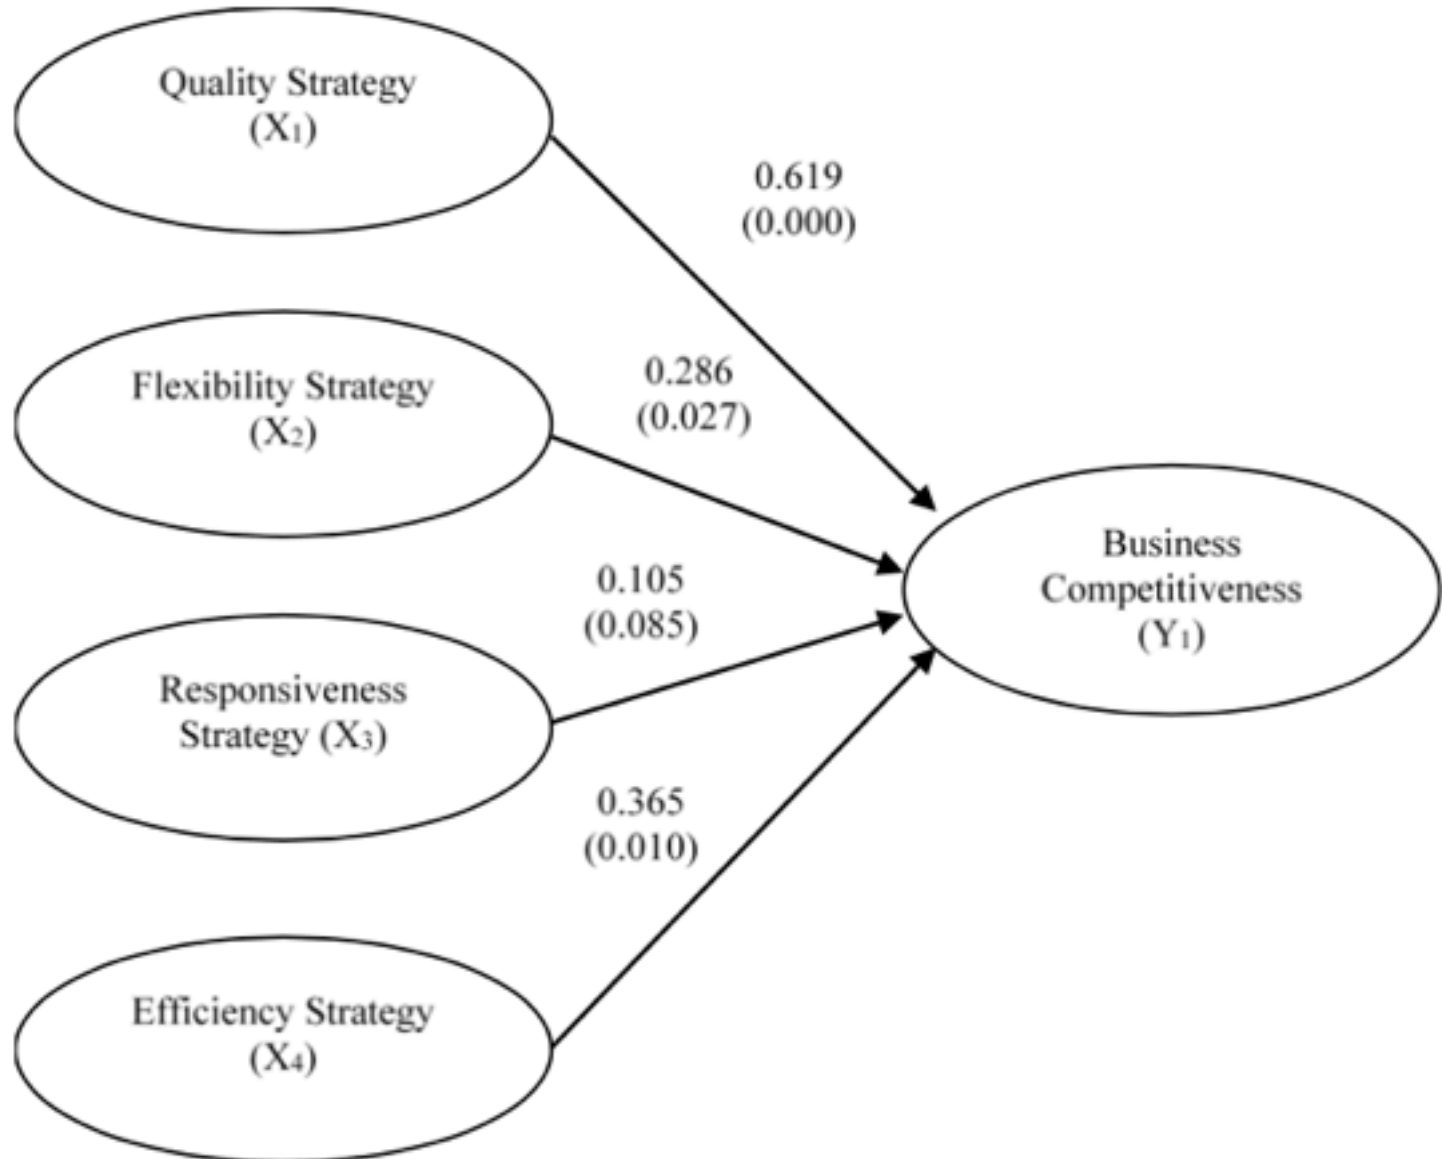 Quality Strategy
(X₁)
0.619
(0.000)
Flexibility Strategy
(X₂)
0.286
(0.027)
Business
Competitiveness
(Y₁)
0.105
(0.085)
Responsiveness
Strategy (X₃)
0.365
(0.010)
Efficiency Strategy
(X₄)